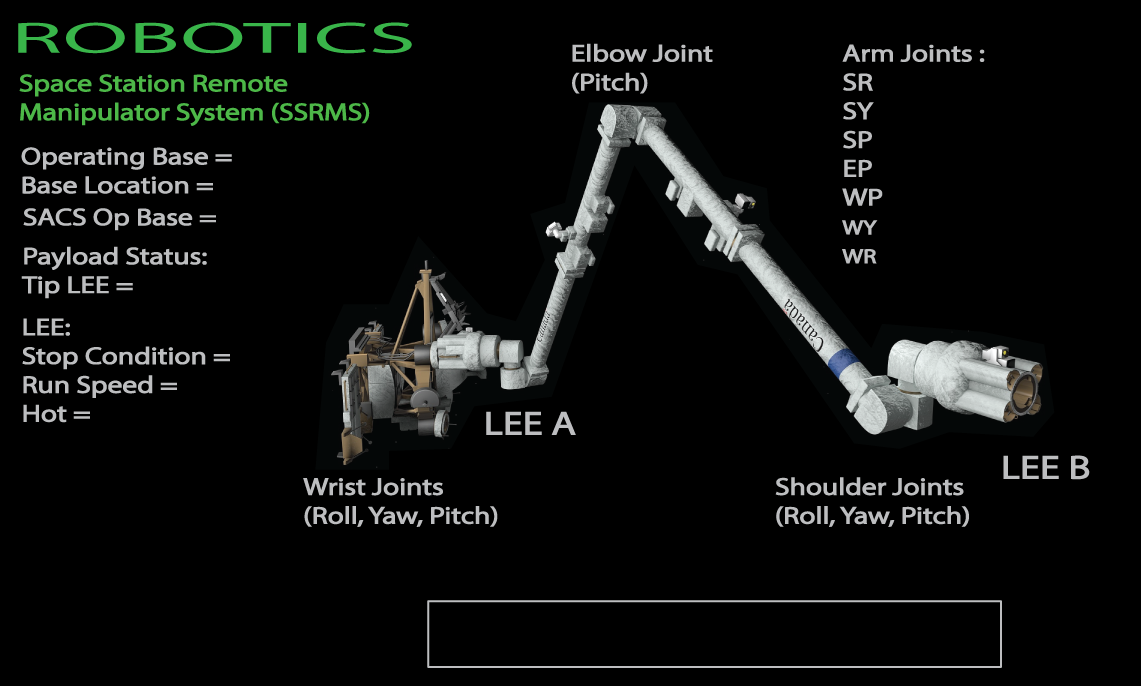 ROBOTICS
Space Station Remote
Manipulator System (SSRMS)
Operating Base =
Base Location =
SACS Op Base =
Payload Status:
Tip LEE =
LEE:
Stop Condition =
Run Speed =
Hot =
Elbow Joint
(Pitch)
Arm Joints :
SR
SY
SP
EP
WP
WY
WR
Canada
Canada
LEE A
LEE B
Wrist Joints
(Roll, Yaw, Pitch)
Shoulder Joints
(Roll, Yaw, Pitch)